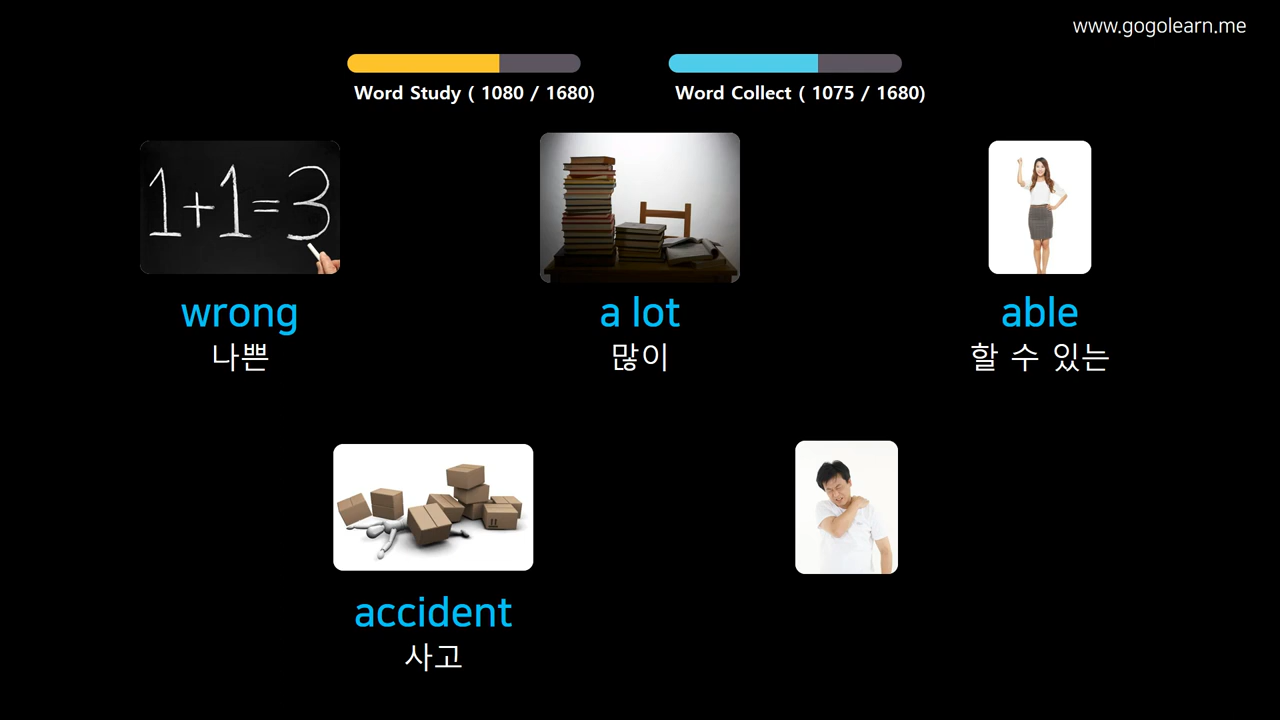 www.gogolearn.me
Word Study ( 1080 / 1680)
Word Collect ( 1075 / 1680)
1+1=3
wrong
나쁜
a lot
많이
able
할 수 있는
accident
사고